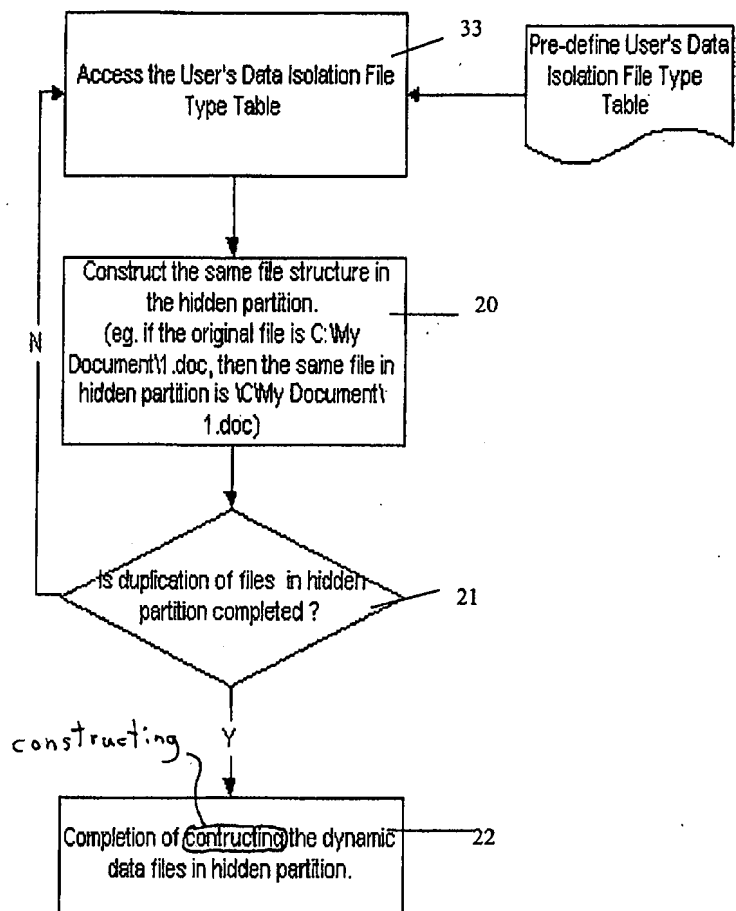 33
Access the User's Data Isolation File
Type Table
Pre-define User's Data
Isolation File Type
Table
Construct the same file structure in
the hidden partition.
(eg. if the original file is C:\My
Document\1.doc, then the same file in
hidden partition is \C\My Document\
1.doc)
20
N
Is duplication of files in hidden
partition completed ?
21
constructing
Y
Completion of contructing the dynamic
data files in hidden partition.
22